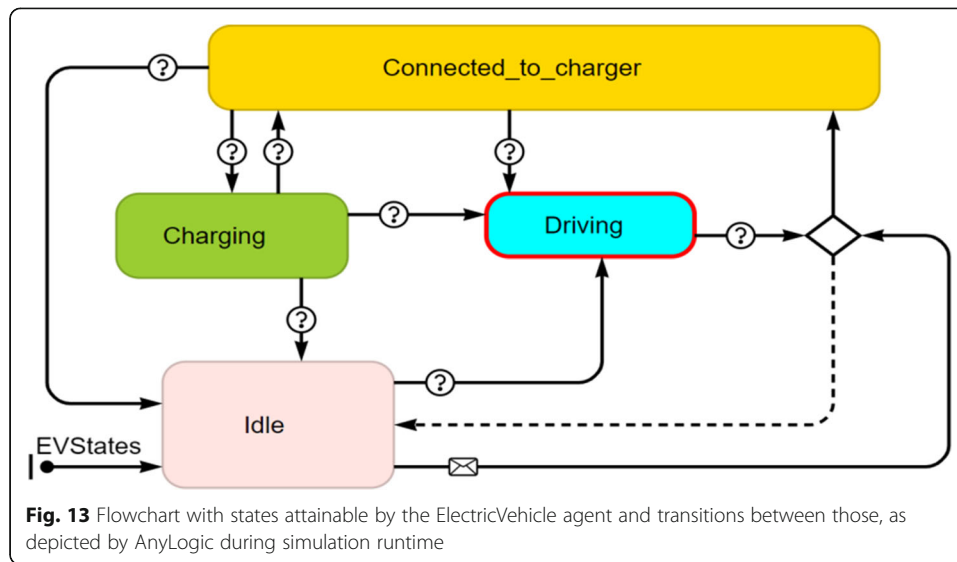 Connected_to_charger
?
?
?
?
Charging
?
Driving
?
?
Idle
?
EVStates
Fig. 13 Flowchart with states attainable by the ElectricVehicle agent and transitions between those, as
depicted by AnyLogic during simulation runtime